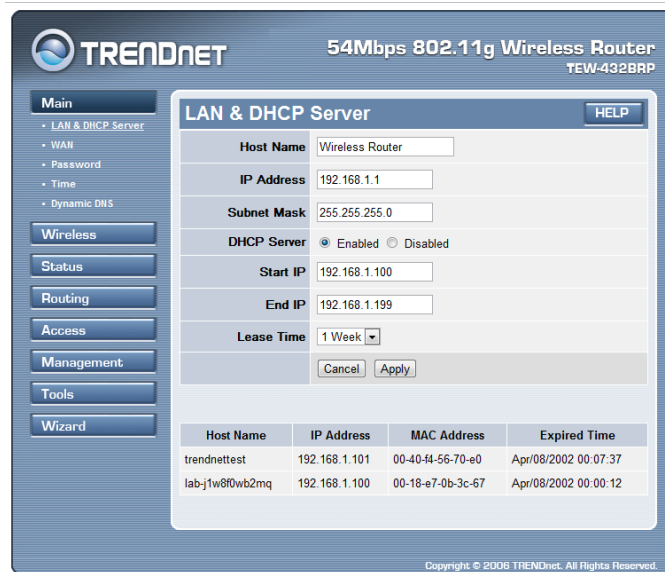 TRENDNET
54Mbps 802.11g Wireless Router
TEW-432BRP
Main
LAN & DHCP Server
WAN
Password
Time
Dynamic DNS
Wireless
Status
Routing
Access
Management
Tools
Wizard
LAN & DHCP Server
HELP
Host Name Wireless Router
IP Address 192.168.1.1
Subnet Mask 255.255.255.0
DHCP Server Enabled Disabled
Start IP 192.168.1.100
End IP 192.168.1.199
Lease Time 1 Week
Cancel Apply
Host Name IP Address MAC Address Expired Time
trendnettest 192.168.1.101 00-40-f4-56-70-e0 Apr/08/2002 00:07:37
lab-j1w8f0wb2mq 192.168.1.100 00-18-e7-0b-3c-67 Apr/08/2002 00:00:12
Copyright © 2006 TRENDnet. All Rights Reserved.